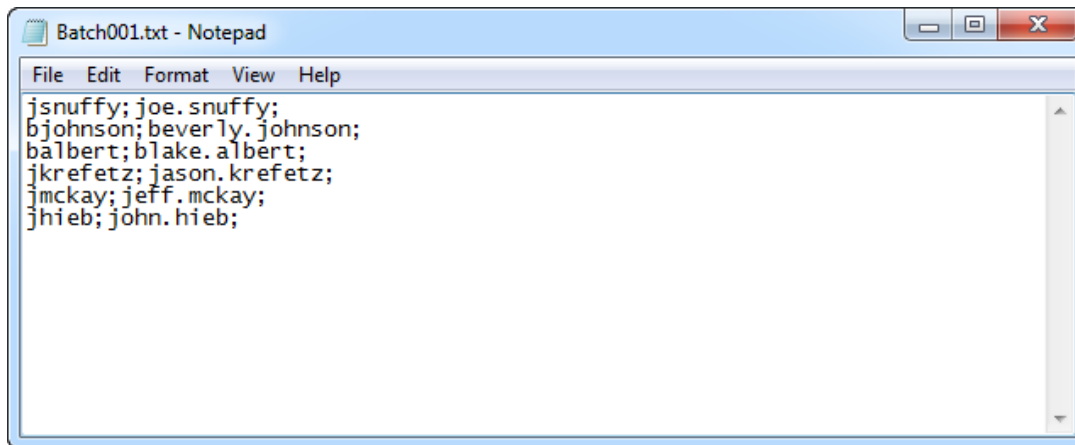 Batch001.txt - Notepad
File Edit Format View Help
jsnuffy;joe.snuffy;
bjohnson;beverly.johnson;
balbert;blake.albert;
jkrefetz;jason.krefetz;
jmckay;jeff.mckay;
jhieb;john.hieb;